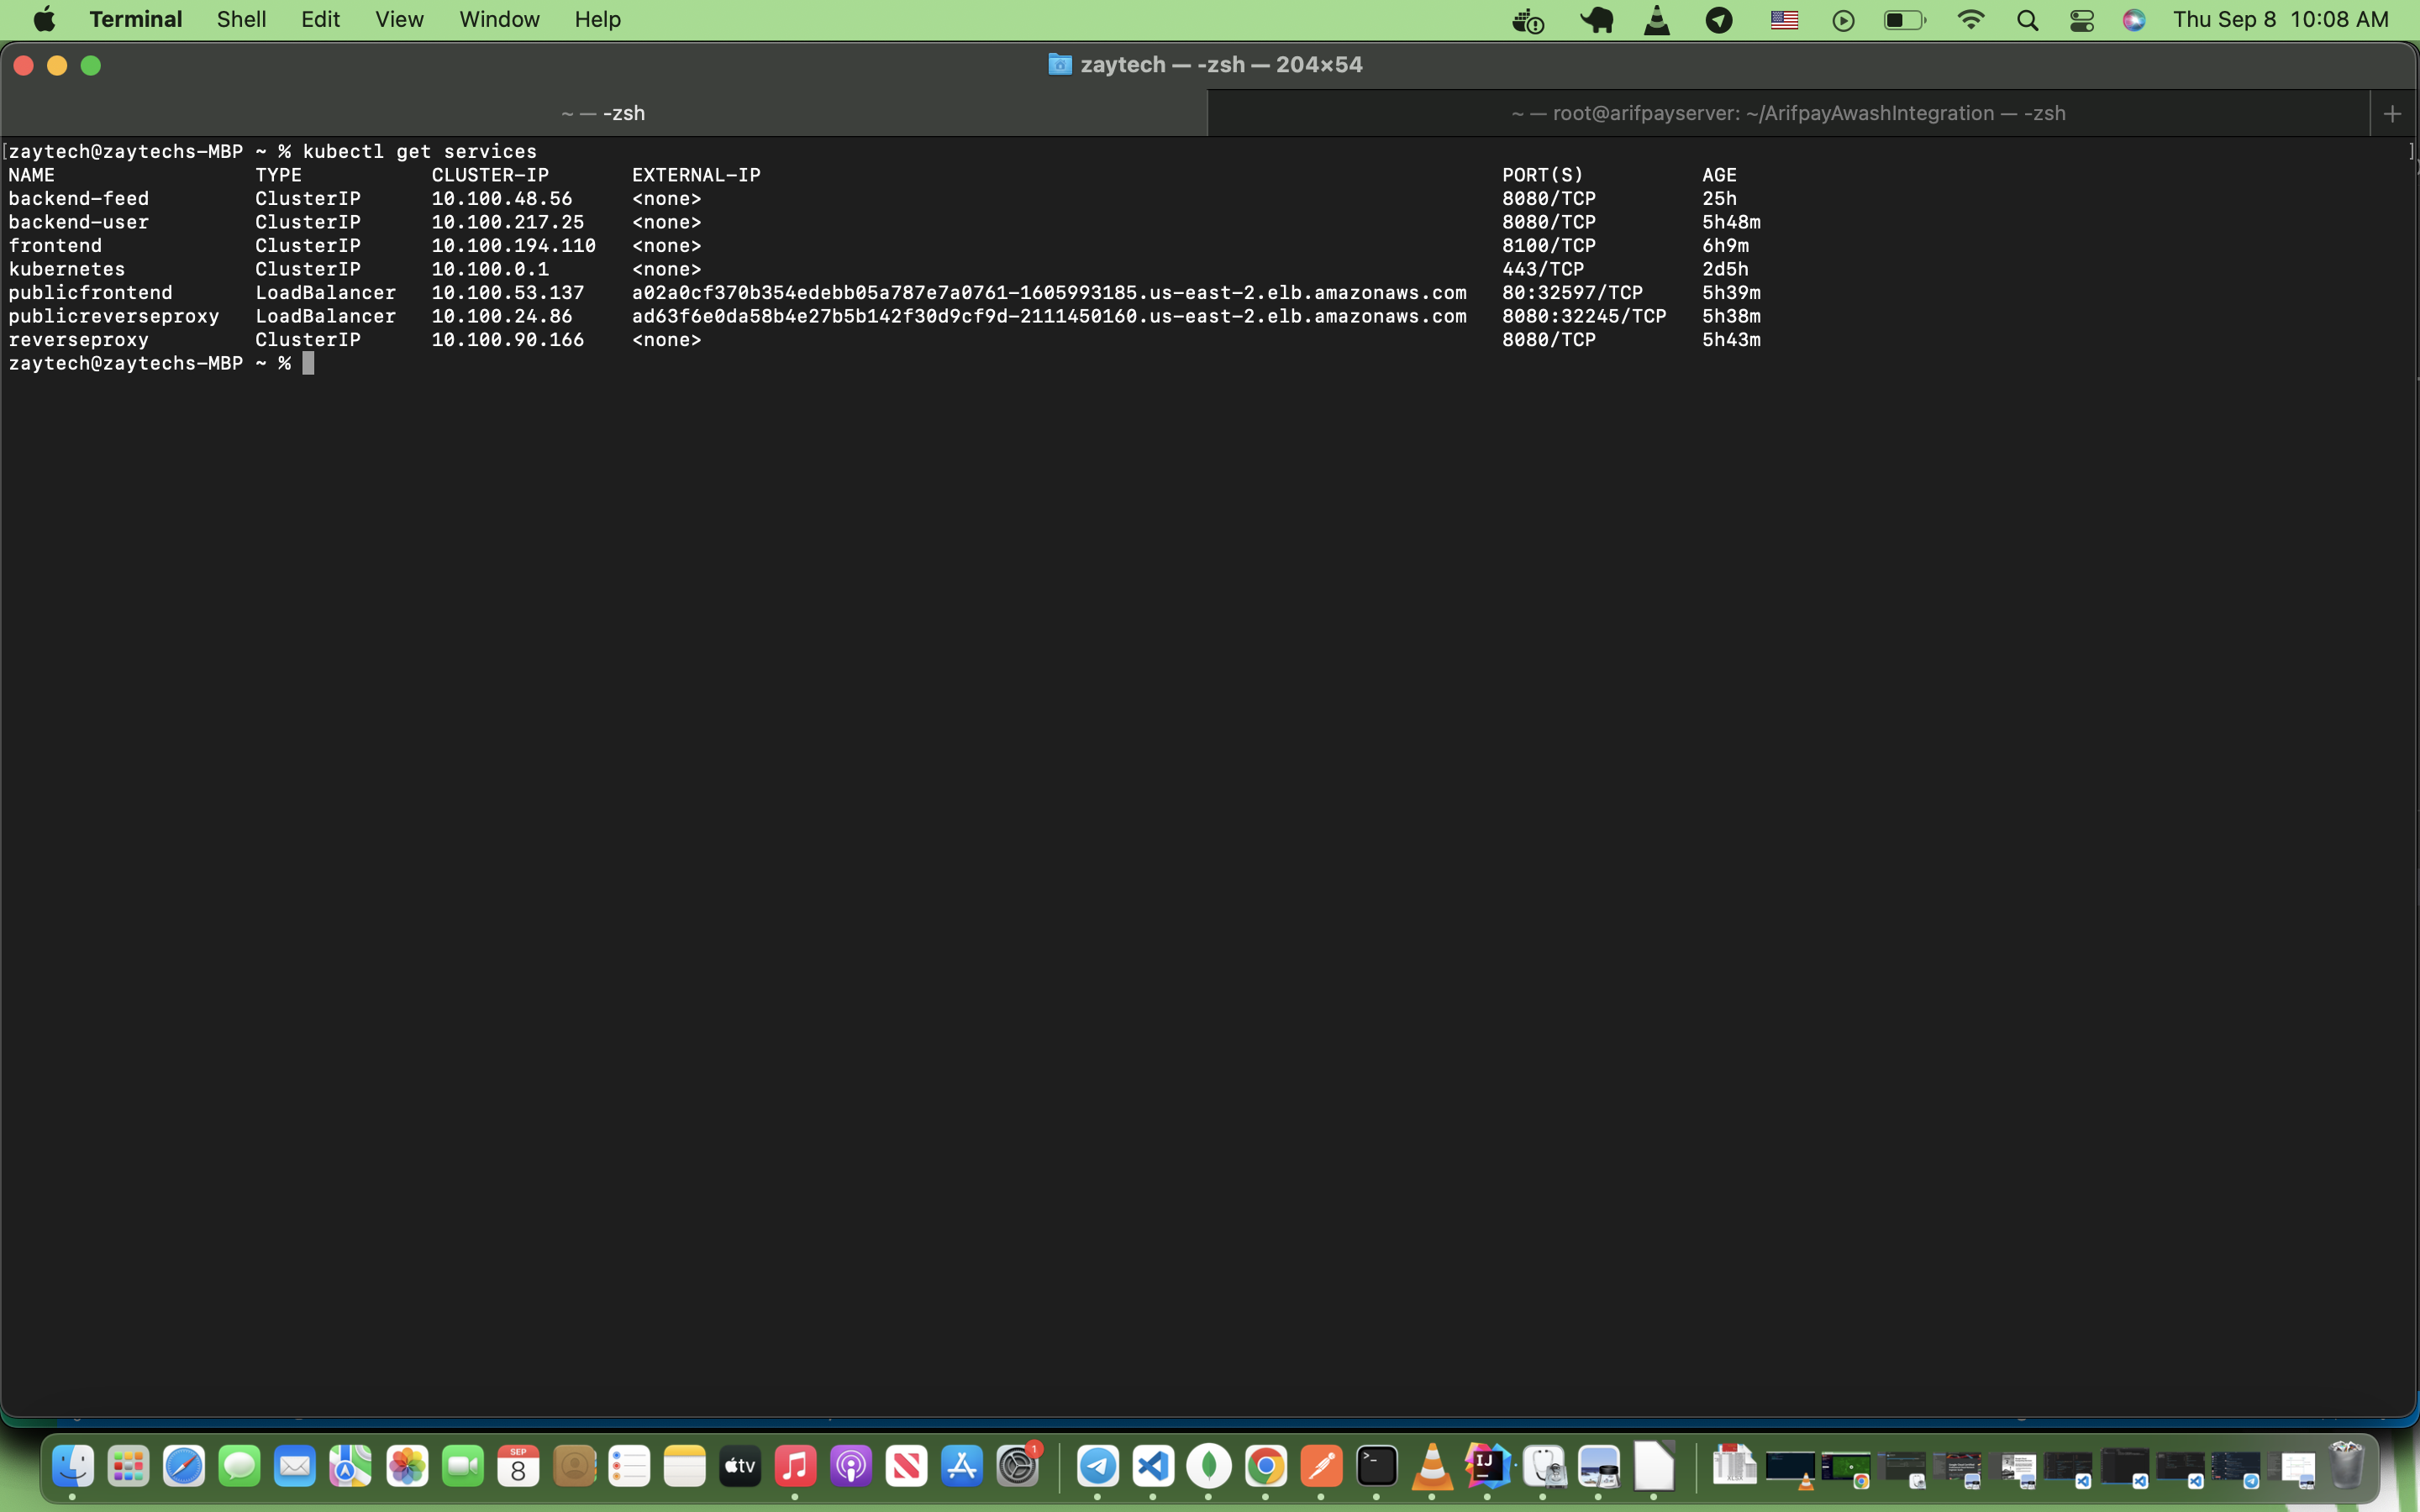 Terminal Shell Edit View Window Help Thu Sep 8 10:08 AM
zaytech — -zsh — 204×54
~ — -zsh ~ — root@arifpayserver: ~/ArifpayAwashIntegration — -zsh
[zaytech@zaytechs-MBP ~ % kubectl get services ]
NAME TYPE CLUSTER-IP EXTERNAL-IP PORT(S) AGE
backend-feed ClusterIP 10.100.48.56 <none> 8080/TCP 25h
backend-user ClusterIP 10.100.217.25 <none> 8080/TCP 5h48m
frontend ClusterIP 10.100.194.110 <none> 8100/TCP 6h9m
kubernetes ClusterIP 10.100.0.1 <none> 443/TCP 2d5h
publicfrontend LoadBalancer 10.100.53.137 a02a0cf370b354edebb05a787e7a0761-1605993185.us-east-2.elb.amazonaws.com 80:32597/TCP 5h39m
publicreverseproxy LoadBalancer 10.100.24.86 ad63f6e0da58b4e27b5b142f30d9cf9d-2111450160.us-east-2.elb.amazonaws.com 8080:32245/TCP 5h38m
reverseproxy ClusterIP 10.100.90.166 <none> 8080/TCP 5h43m
zaytech@zaytechs-MBP ~ %
SEP
8
tv
1
>_
IJ